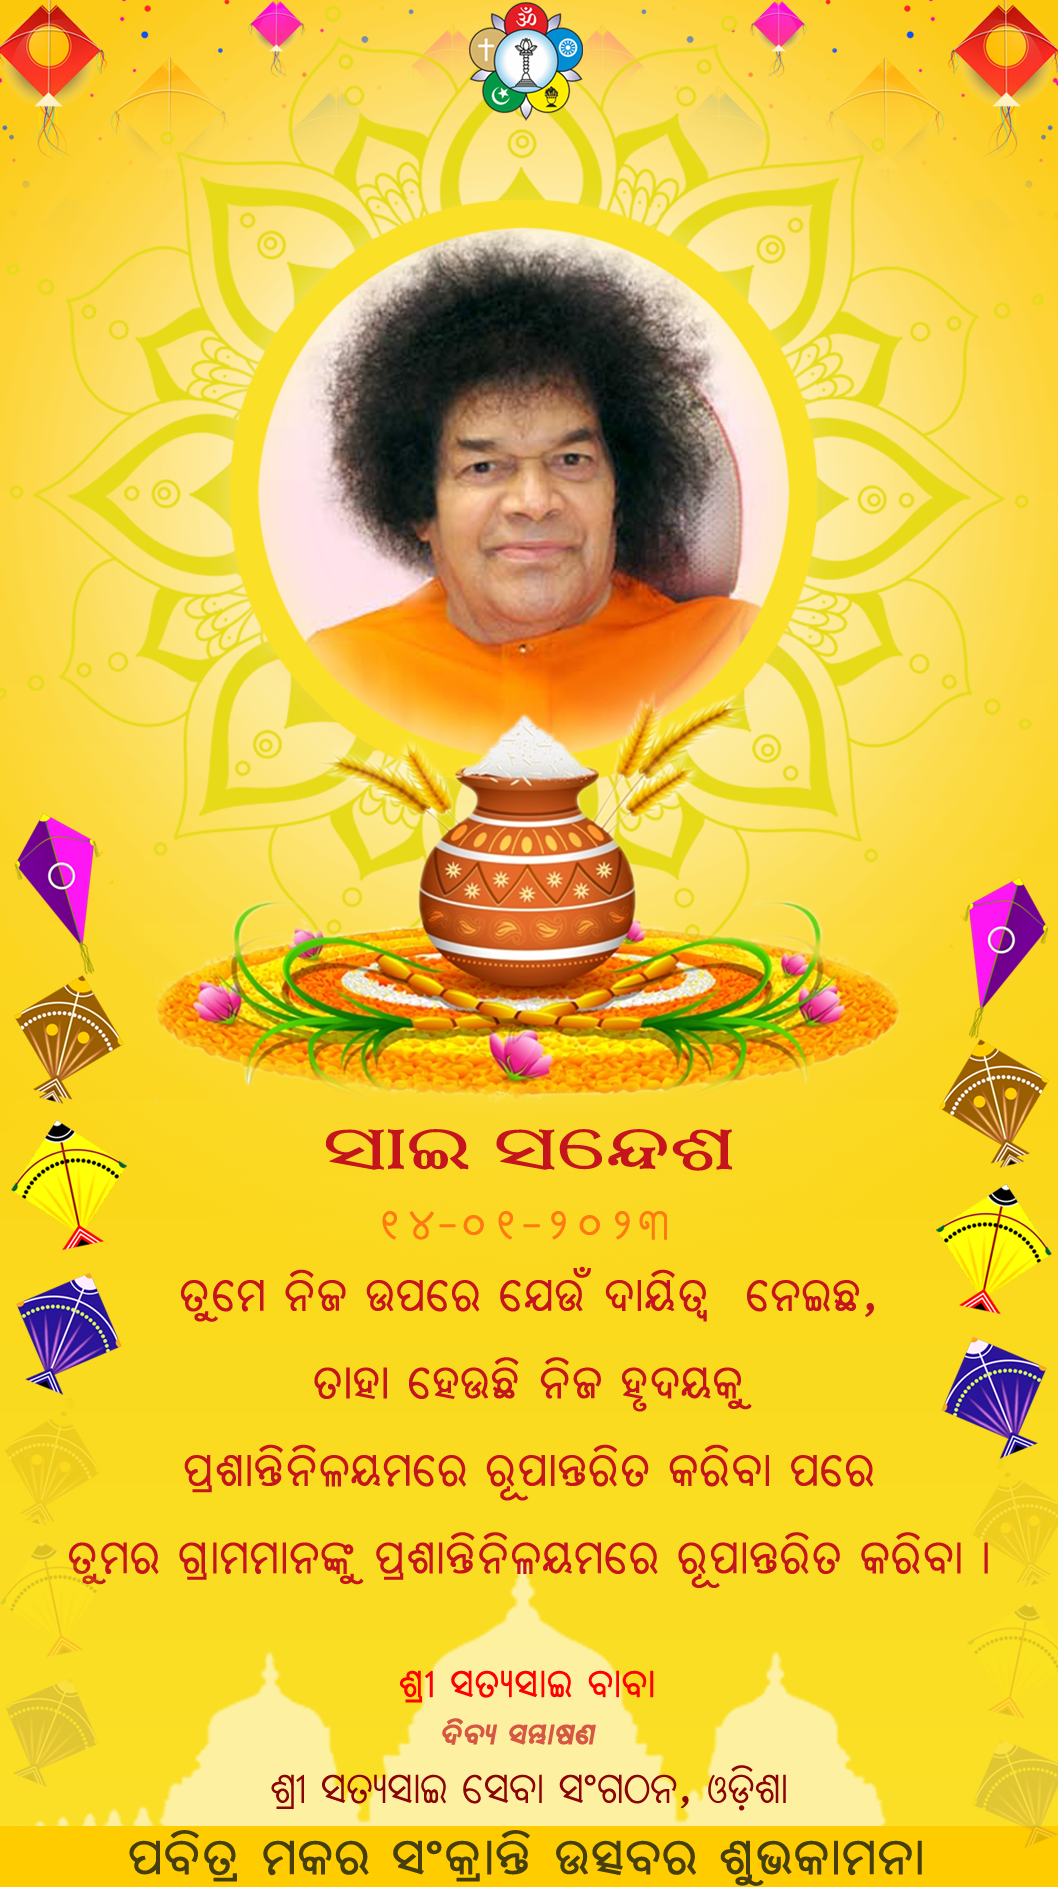 ॐ
ସାଇ ସନ୍ଦେଶ
୧୪-୦୧-୨୦୨୩
ତୁମେ ନିଜ ଉପରେ ଯେଉଁ ଦାୟିତ୍ୱ ନେଇଛ,
ତାହା ହେଉଛି ନିଜ ହୃଦୟକୁ
ପ୍ରଶାନ୍ତିନିଳୟମରେ ରୂପାନ୍ତରିତ କରିବା ପରେ
ତୁମର ଗ୍ରାମମାନଙ୍କୁ ପ୍ରଶାନ୍ତିନିଳୟମରେ ରୂପାନ୍ତରିତ କରିବା ।
ଶ୍ରୀ ସତ୍ୟସାଇ ବାବା
ଦିବ୍ୟ ସମ୍ଭାଷଣ
ଶ୍ରୀ ସତ୍ୟସାଇ ସେବା ସଂଗଠନ, ଓଡ଼ିଶା
ପବିତ୍ର ମକର ସଂକ୍ରାନ୍ତି ଉତ୍ସବର ଶୁଭକାମନା